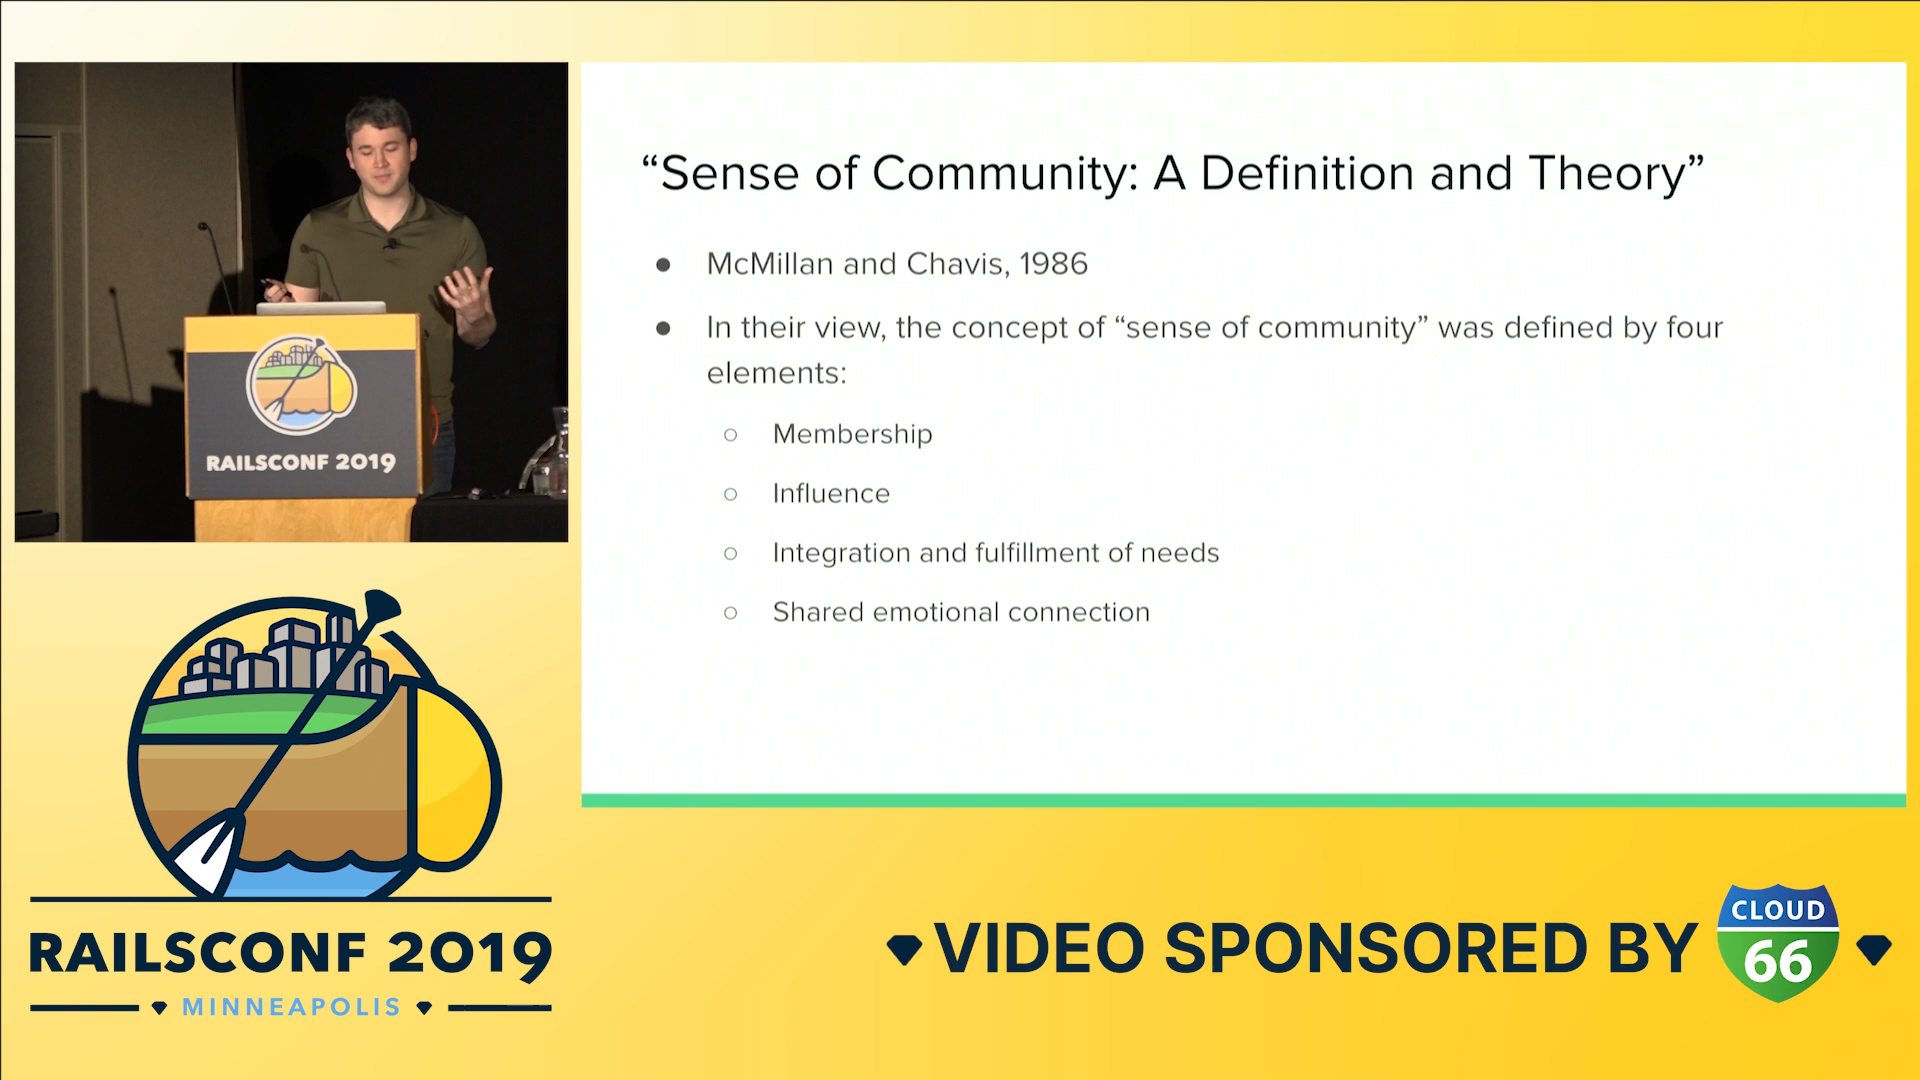 “Sense of Community: A Definition and Theory”
● McMillan and Chavis, 1986
● In their view, the concept of “sense of community” was defined by four
elements:
○ Membership
○ Influence
○ Integration and fulfillment of needs
○ Shared emotional connection
RAILSCONF 2019
RAILSCONF 2019
MINNEAPOLIS
VIDEO SPONSORED BY
CLOUD
66